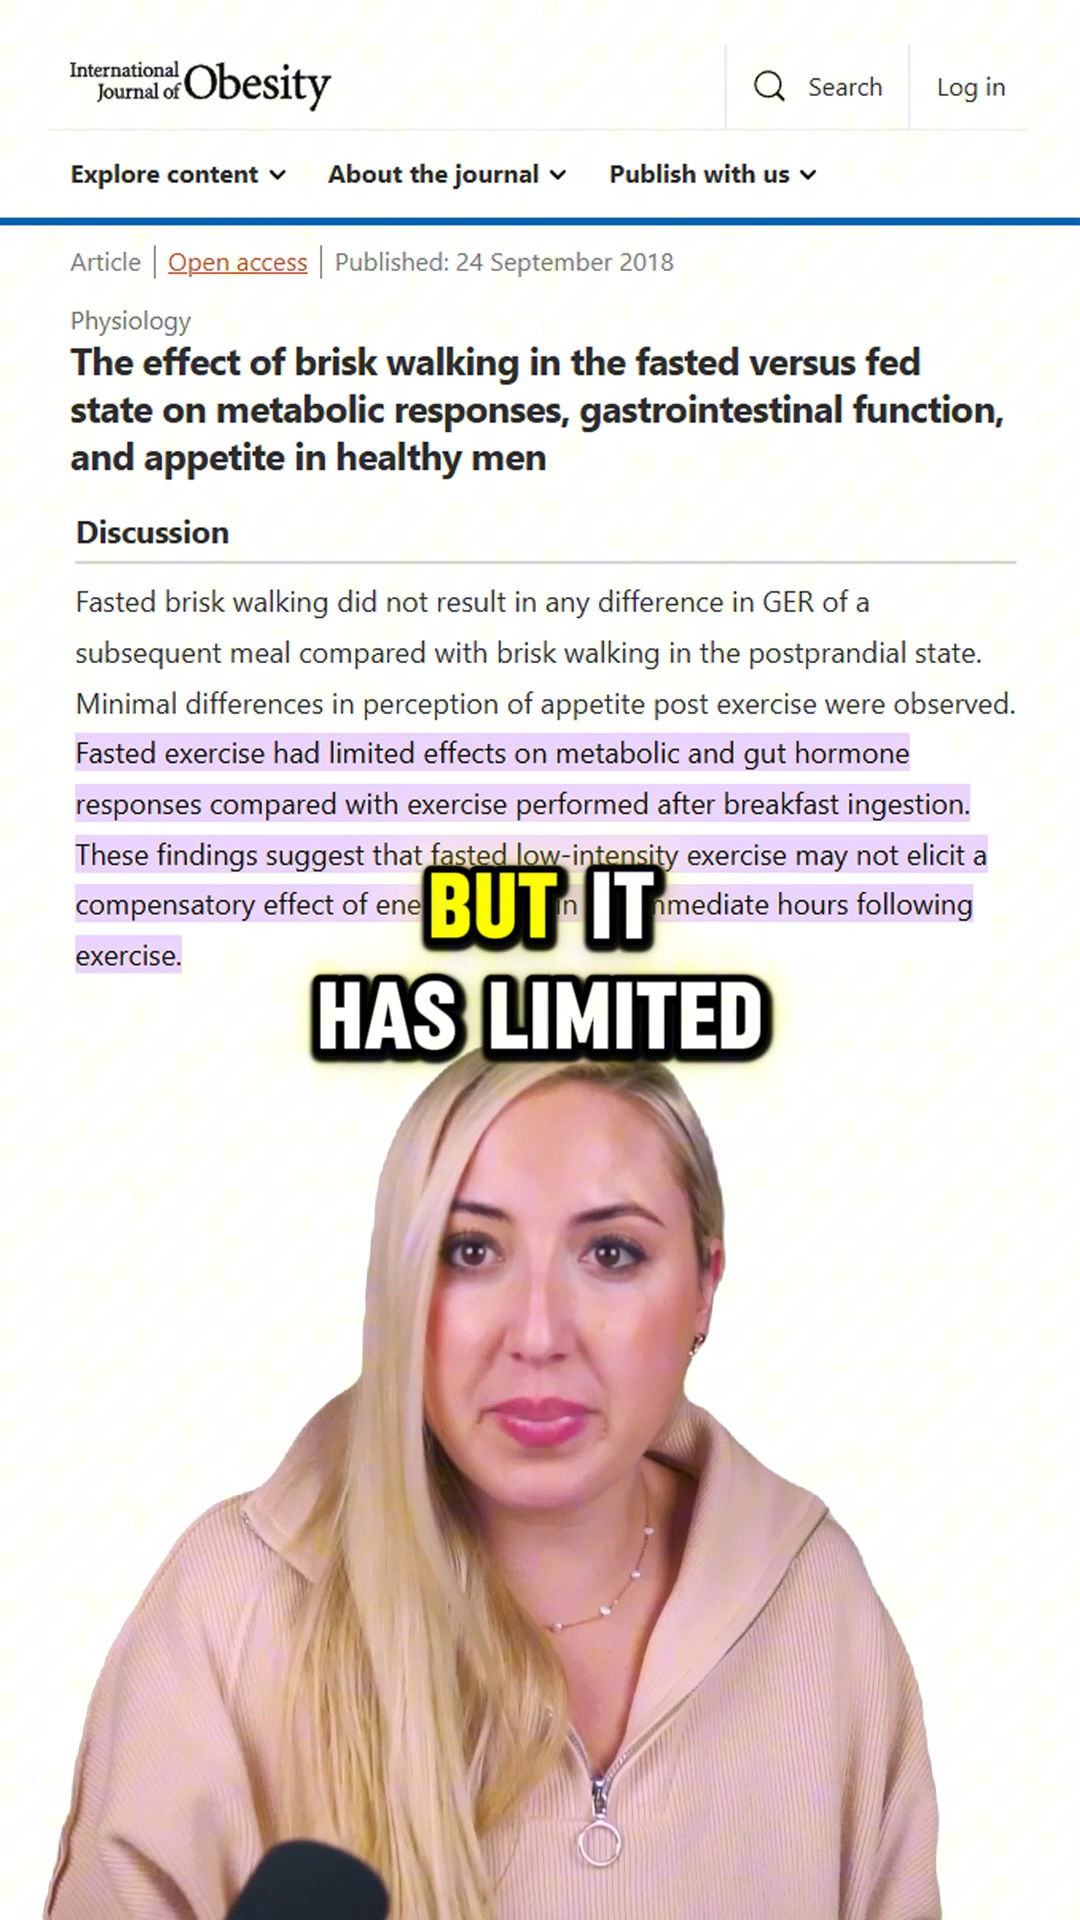 International
Journal of Obesity
Search
Log in
Explore content
About the journal
Publish with us
Article
Open access
Published: 24 September 2018
Physiology
The effect of brisk walking in the fasted versus fed
state on metabolic responses, gastrointestinal function,
and appetite in healthy men
Discussion
Fasted brisk walking did not result in any difference in GER of a
subsequent meal compared with brisk walking in the postprandial state.
Minimal differences in perception of appetite post exercise were observed.
Fasted exercise had limited effects on metabolic and gut hormone
responses compared with exercise performed after breakfast ingestion.
These findings suggest that fasted low-intensity exercise may not elicit a
compensatory effect of hours following
exercise.
BUT IT
HAS LIMITED